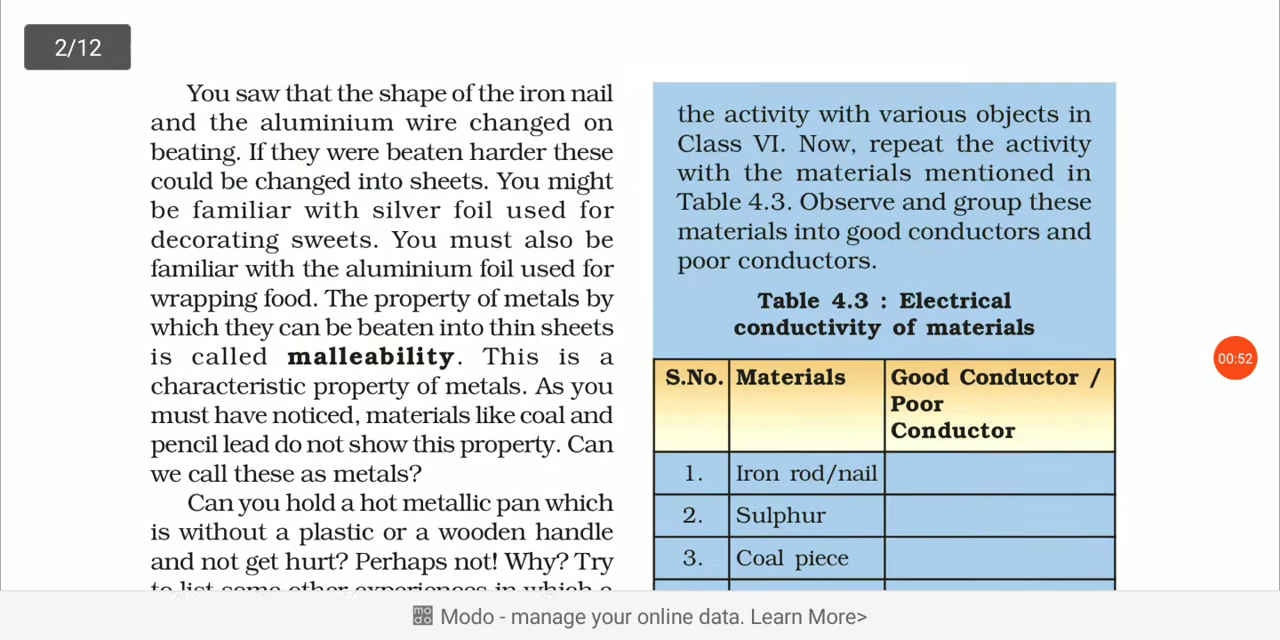 2/12
You saw that the shape of the iron nail
and the aluminium wire changed on
beating. If they were beaten harder these
could be changed into sheets. You might
be familiar with silver foil used for
decorating sweets. You must also be
familiar with the aluminium foil used for
wrapping food. The property of metals by
which they can be beaten into thin sheets
is called malleability. This is a
characteristic property of metals. As you
must have noticed, materials like coal and
pencil lead do not show this property. Can
we call these as metals?
Can you hold a hot metallic pan which
is without a plastic or a wooden handle
and not get hurt? Perhaps not! Why? Try
to list some other experiences in which a
the activity with various objects in
Class VI. Now, repeat the activity
with the materials mentioned in
Table 4.3. Observe and group these
materials into good conductors and
poor conductors.
Table 4.3 : Electrical
conductivity of materials
S.No. Materials Good Conductor /
Poor
Conductor
1. Iron rod/nail
2. Sulphur
3. Coal piece
00:52
modo Modo - manage your online data. Learn More>